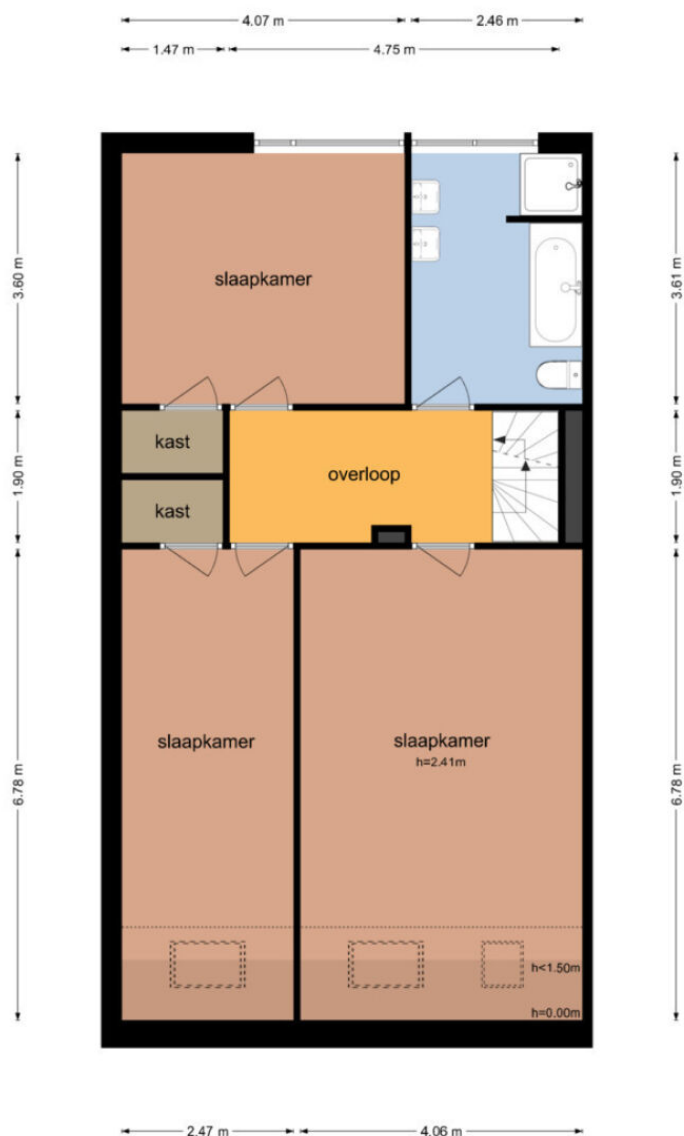 4.07 m
2.46 m
1.47 m
4.75 m
3.60 m
3.61 m
slaapkamer
kast
kast
overloop
1.90 m
1.90 m
slaapkamer
slaapkamer
h=2.41m
6.78 m
6.78 m
h<1.50m
h=0.00m
2.47 m
4.06 m